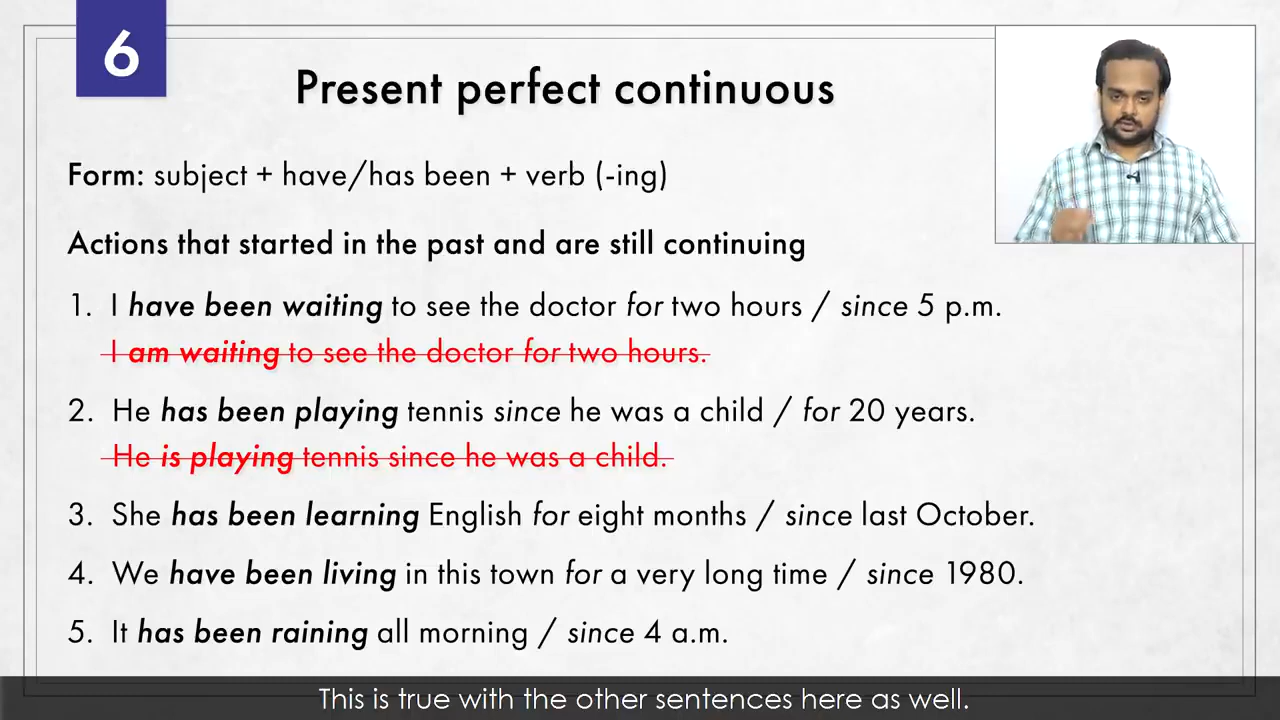 6
Present perfect continuous
Form: subject + have/has been + verb (-ing)
Actions that started in the past and are still continuing
1. I have been waiting to see the doctor for two hours / since 5 p.m.
I am waiting to see the doctor for two hours.
2. He has been playing tennis since he was a child / for 20 years.
He is playing tennis since he was a child.
3. She has been learning English for eight months / since last October.
4. We have been living in this town for a very long time / since 1980.
5. It has been raining all morning / since 4 a.m.
This is true with the other sentences here as well.